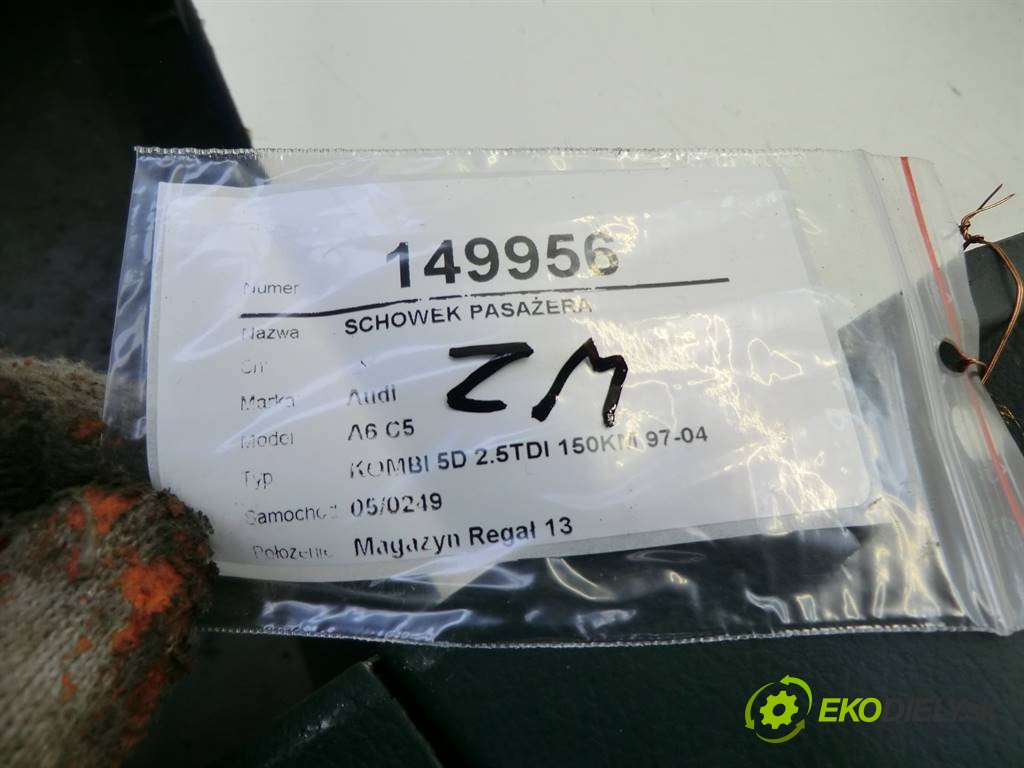 Numer 149956
Nazwa SCHOWEK PASAŻERA
ZM
Marka Audi
Model A6 C5
Typ KOMBI 5D 2.5TDI 150KM 97-04
Samochód 05/0249
Położenie Magazyn Regał 13
EKODIELY.sk